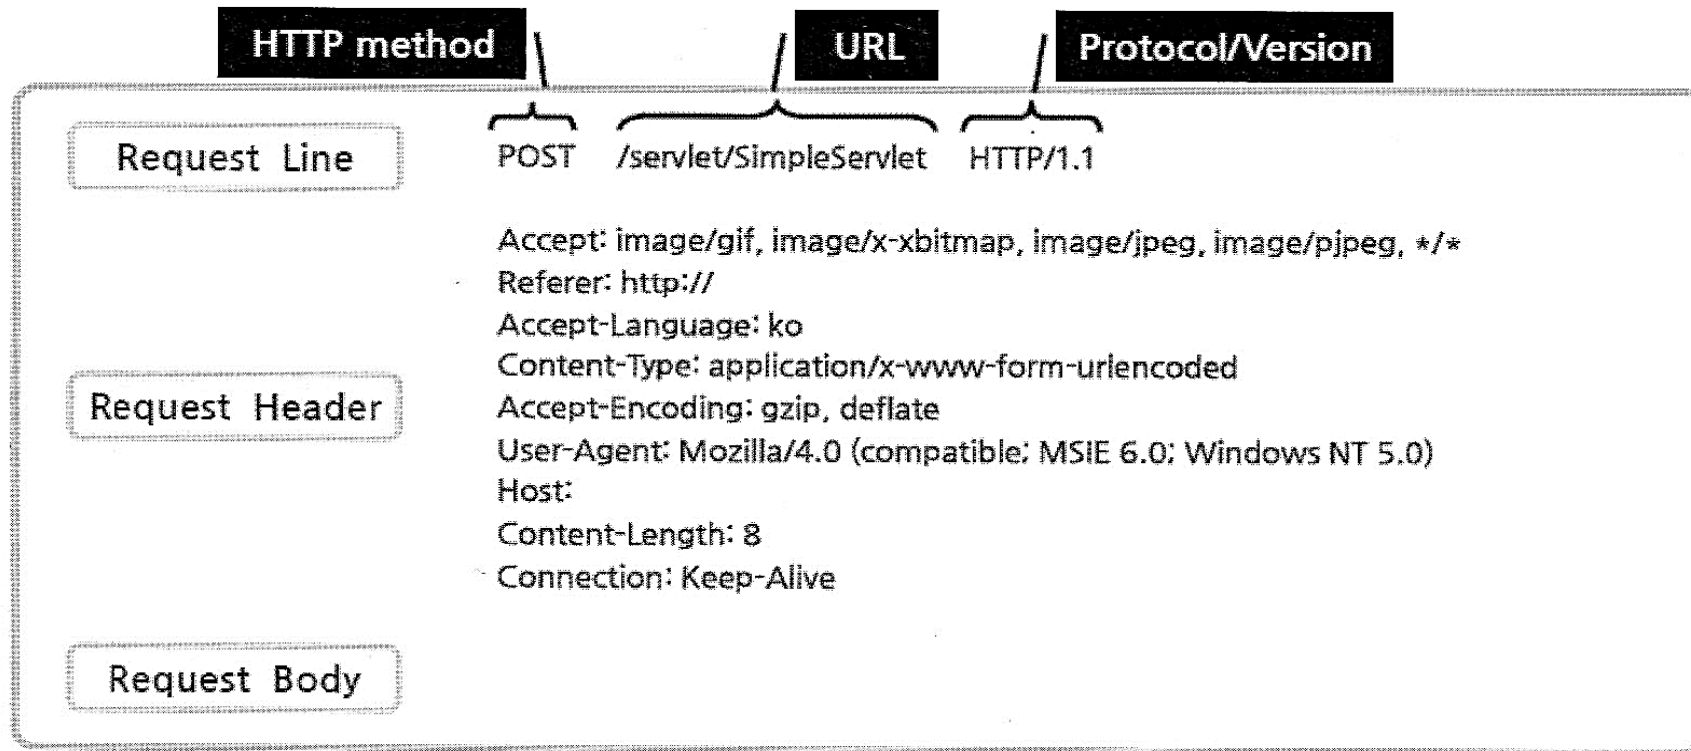 HTTP method URL Protocol/Version
Request Line POST /servlet/SimpleServlet HTTP/1.1
Accept: image/gif, image/x-xbitmap, image/jpeg, image/pjpeg, */*
Referer: http://
Accept-Language: ko
Content-Type: application/x-www-form-urlencoded
Request Header Accept-Encoding: gzip, deflate
User-Agent: Mozilla/4.0 (compatible; MSIE 6.0; Windows NT 5.0)
Host:
Content-Length: 8
Connection: Keep-Alive
Request Body